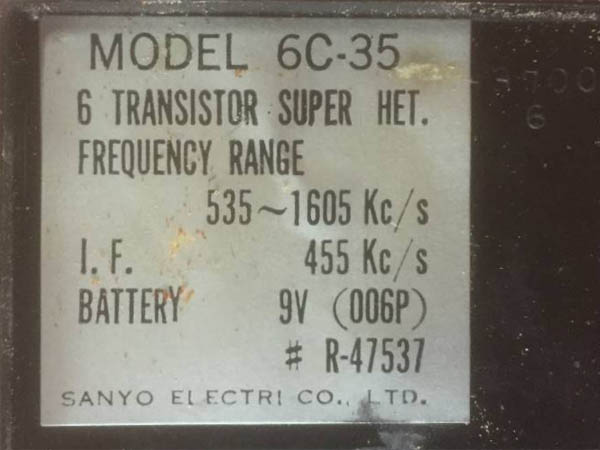 MODEL 6C-35
6 TRANSISTOR SUPER HET.
FREQUENCY RANGE
535~1605 Kc/s
I. F. 455 Kc/s
BATTERY 9V (006P)
# R-47537
SANYO ELECTRI CO., LTD.
6